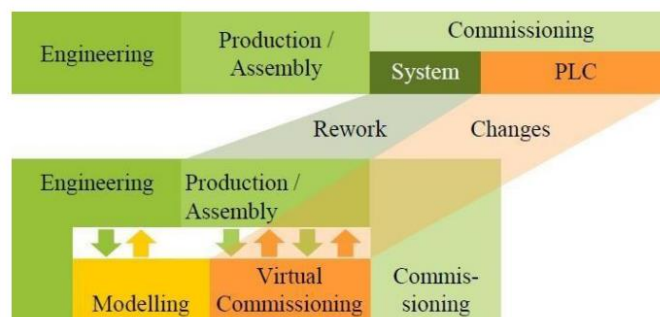 Commissioning
Engineering
Production /
Assembly
System
PLC
Rework
Changes
Engineering
Production /
Assembly
Modelling
Virtual
Commissioning
Commis-
sioning